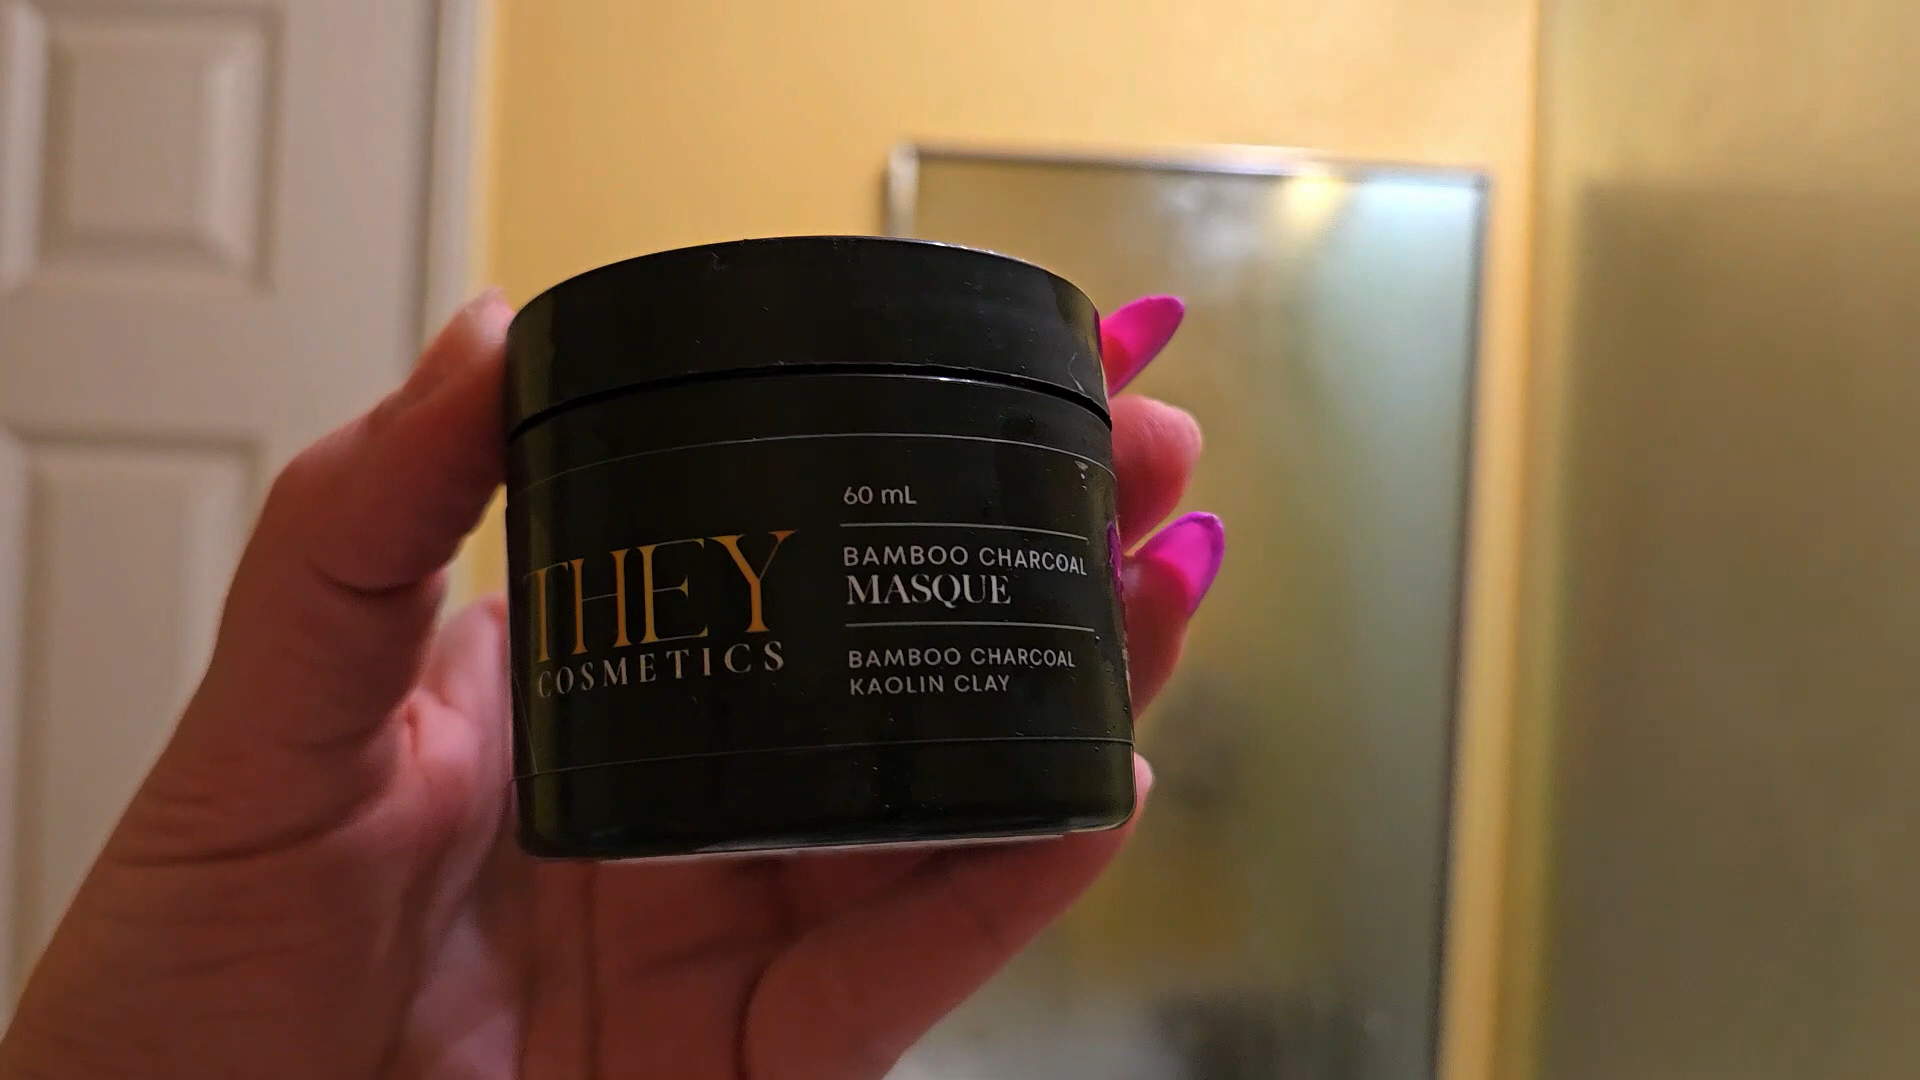 THEY
COSMETICS
60 mL
BAMBOO CHARCOAL
MASQUE
BAMBOO CHARCOAL
KAOLIN CLAY